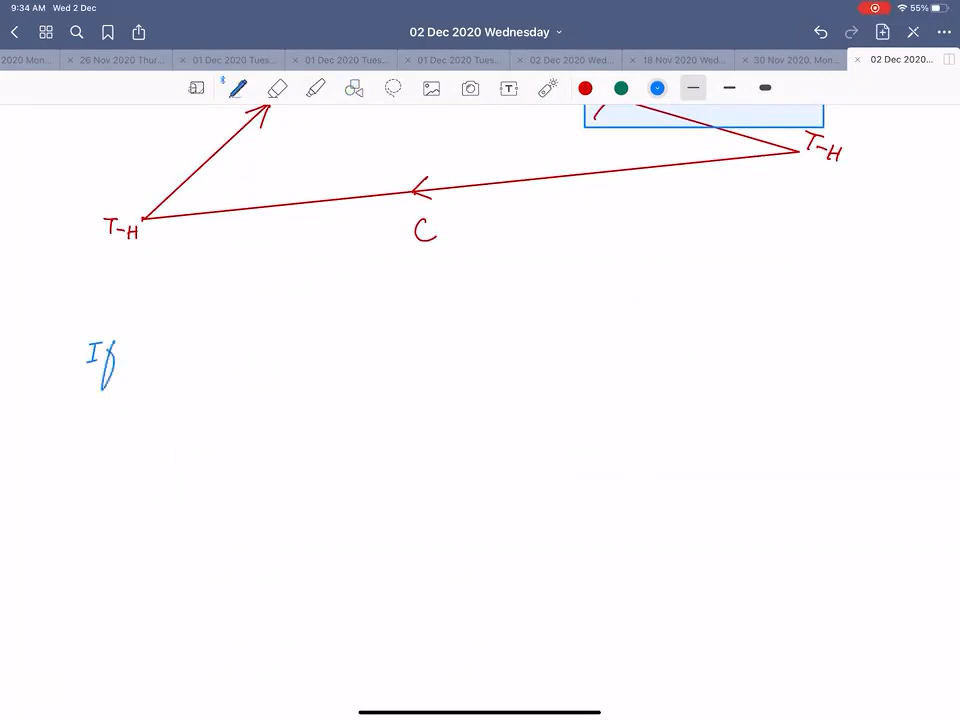 9:34 AM Wed 2 Dec
55%
02 Dec 2020 Wednesday
2020 Mon...
26 Nov 2020 Thur...
01 Dec 2020 Tues...
01 Dec 2020 Tues...
01 Dec 2020 Tues...
02 Dec 2020 Wed...
18 Nov 2020 Wed...
30 Nov 2020. Mon...
02 Dec 2020...
T
T-H
T-H
C
If